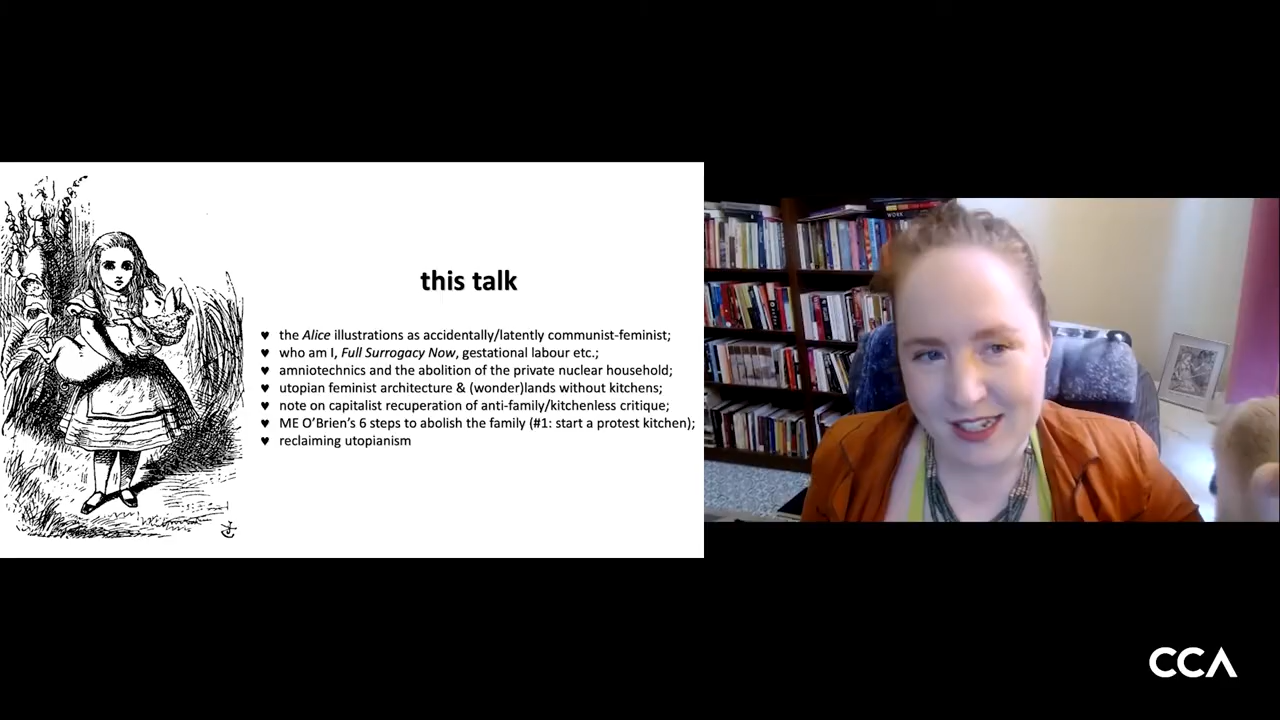 this talk
♥ the Alice illustrations as accidentally/latently communist-feminist;
♥ who am I, Full Surrogacy Now, gestational labour etc.;
♥ amniotechnics and the abolition of the private nuclear household;
♥ utopian feminist architecture & (wonder)lands without kitchens;
♥ note on capitalist recuperation of anti-family/kitchenless critique;
♥ ME O’Brien’s 6 steps to abolish the family (#1: start a protest kitchen);
♥ reclaiming utopianism
WORK
CCA